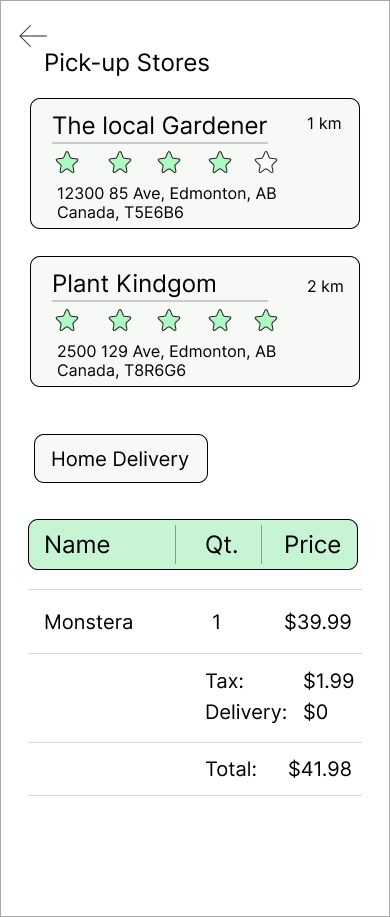 Pick-up Stores
The local Gardener 1 km
12300 85 Ave, Edmonton, AB
Canada, T5E6B6
Plant Kindgom 2 km
2500 129 Ave, Edmonton, AB
Canada, T8R6G6
Home Delivery
Name Qt. Price
Monstera 1 $39.99
Tax: $1.99
Delivery: $0
Total: $41.98